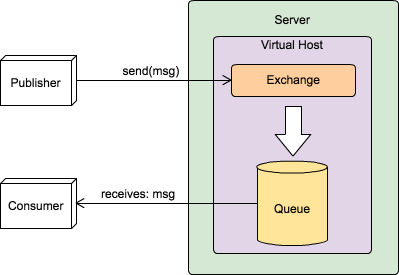 Server
Virtual Host
Publisher
send(msg)
Exchange
Consumer
receives: msg
Queue